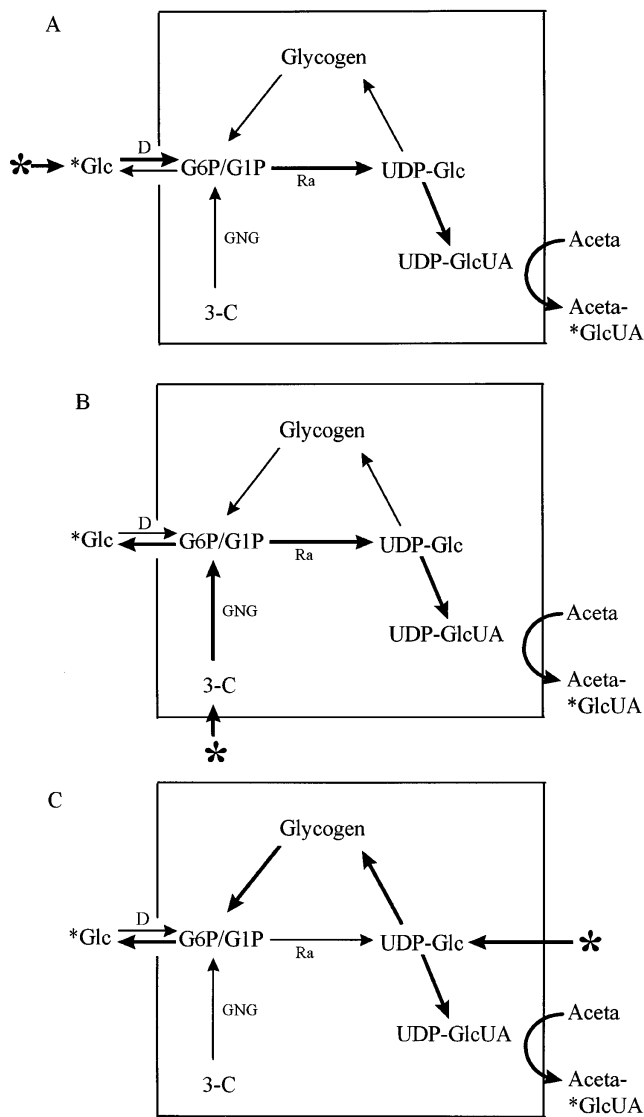 A
Glycogen
*
*Glc
D
G6P/G1P
Ra
UDP-Glc
GNG
UDP-GlcUA
Aceta
3-C
Aceta-
*GlcUA
B
Glycogen
*Glc
D
G6P/G1P
Ra
UDP-Glc
GNG
UDP-GlcUA
Aceta
3-C
Aceta-
*GlcUA
*
C
Glycogen
*Glc
D
G6P/G1P
Ra
UDP-Glc
*
GNG
UDP-GlcUA
Aceta
3-C
Aceta-
*GlcUA